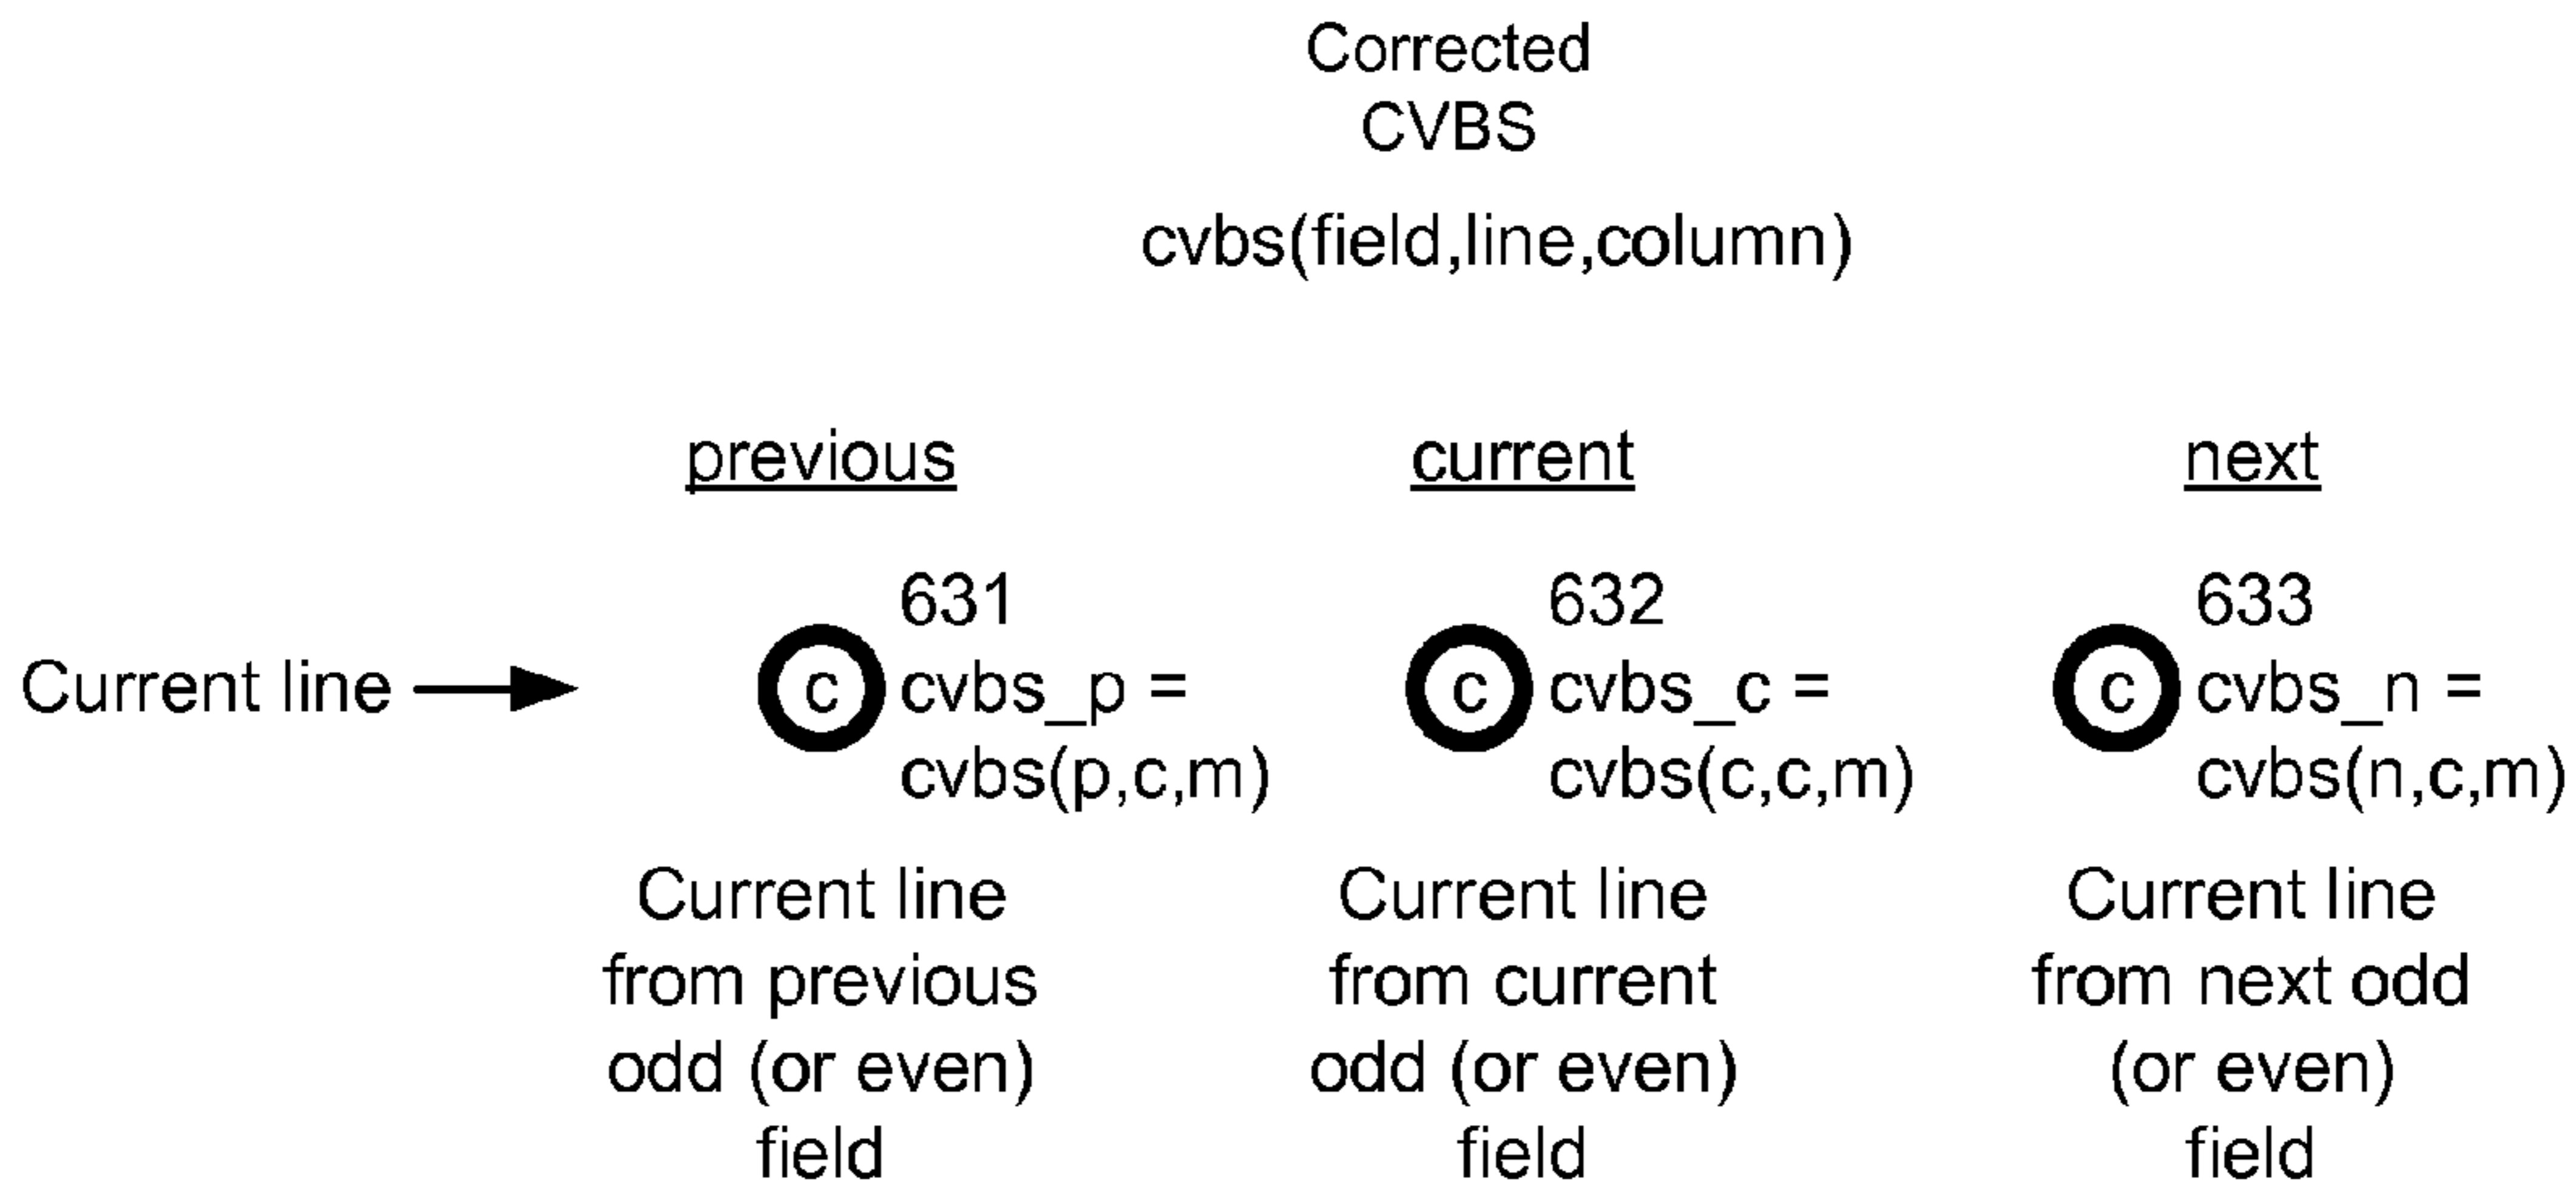 Corrected
CVBS
cvbs(field,line,column)
previous
current
next
Current line
c
631
cvbs_p =
cvbs(p,c,m)
Current line
from previous
odd (or even)
field
c
632
cvbs_c =
cvbs(c,c,m)
Current line
from current
odd (or even)
field
c
633
cvbs_n =
cvbs(n,c,m)
Current line
from next odd
(or even)
field